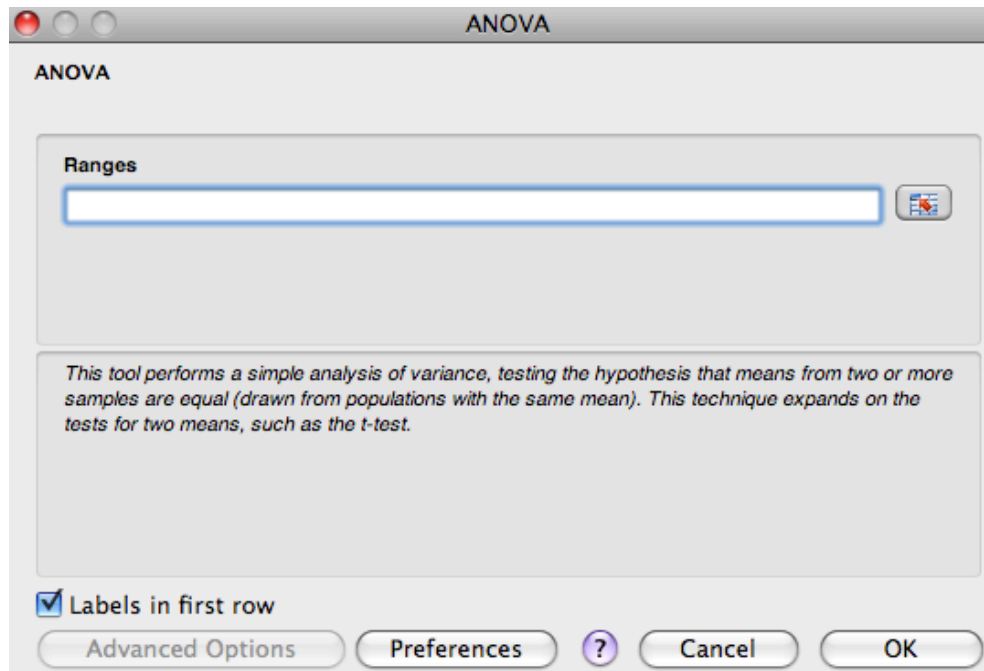 ANOVA
ANOVA
Ranges
This tool performs a simple analysis of variance, testing the hypothesis that means from two or more
samples are equal (drawn from populations with the same mean). This technique expands on the
tests for two means, such as the t-test.
Labels in first row
Advanced Options Preferences ? Cancel OK